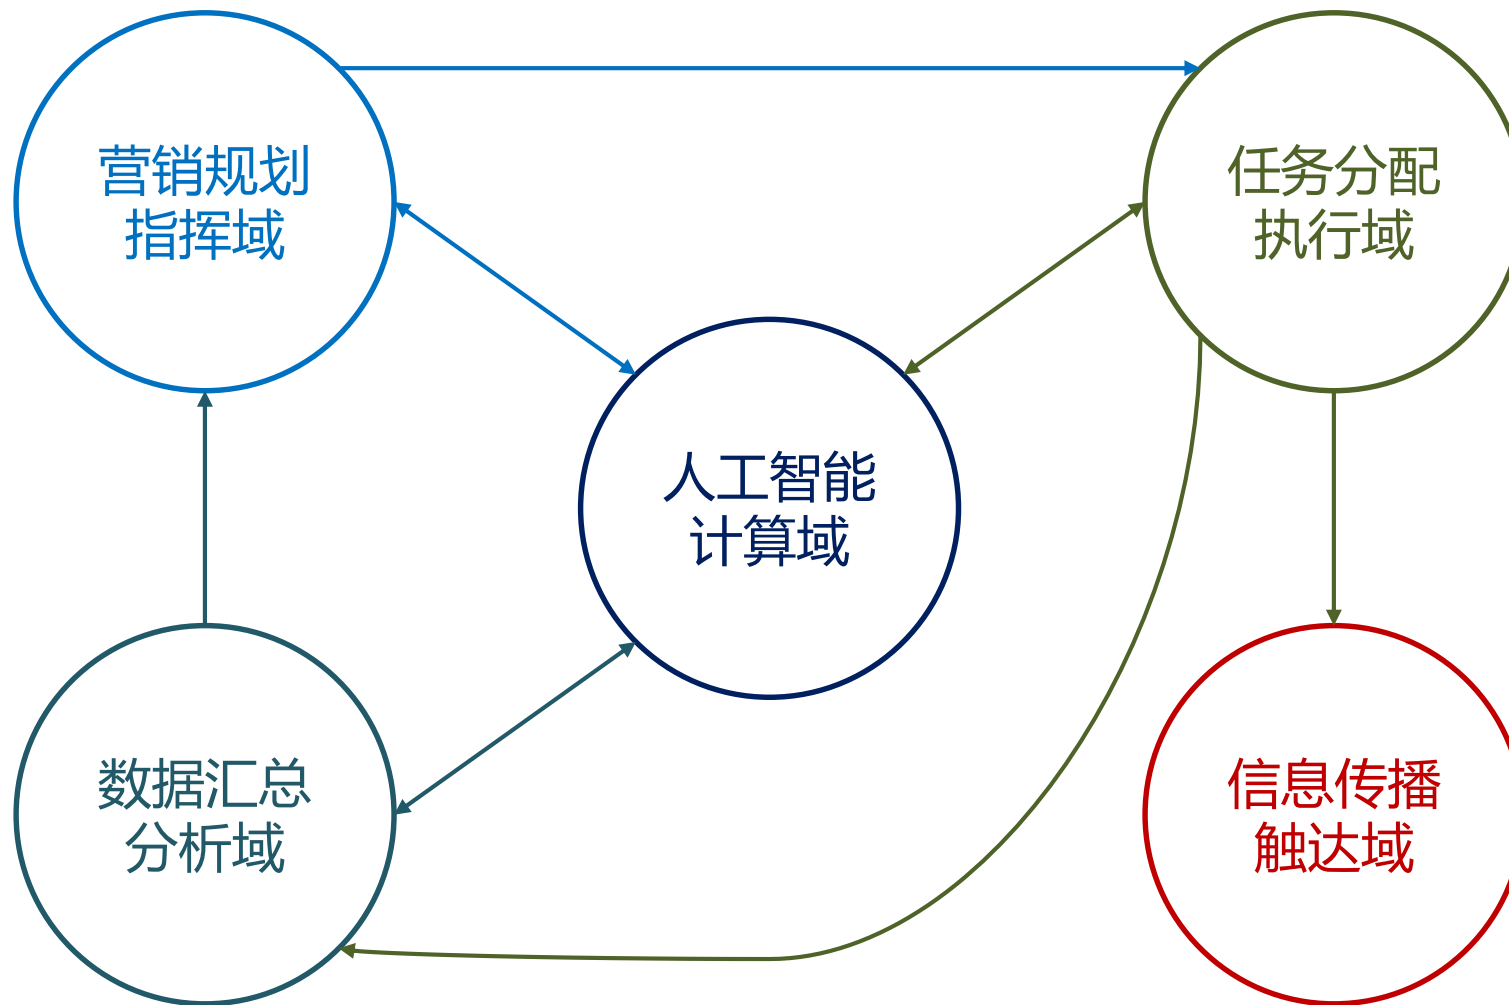 营销规划
指挥域
任务分配
执行域
人工智能
计算域
数据汇总
分析域
信息传播
触达域